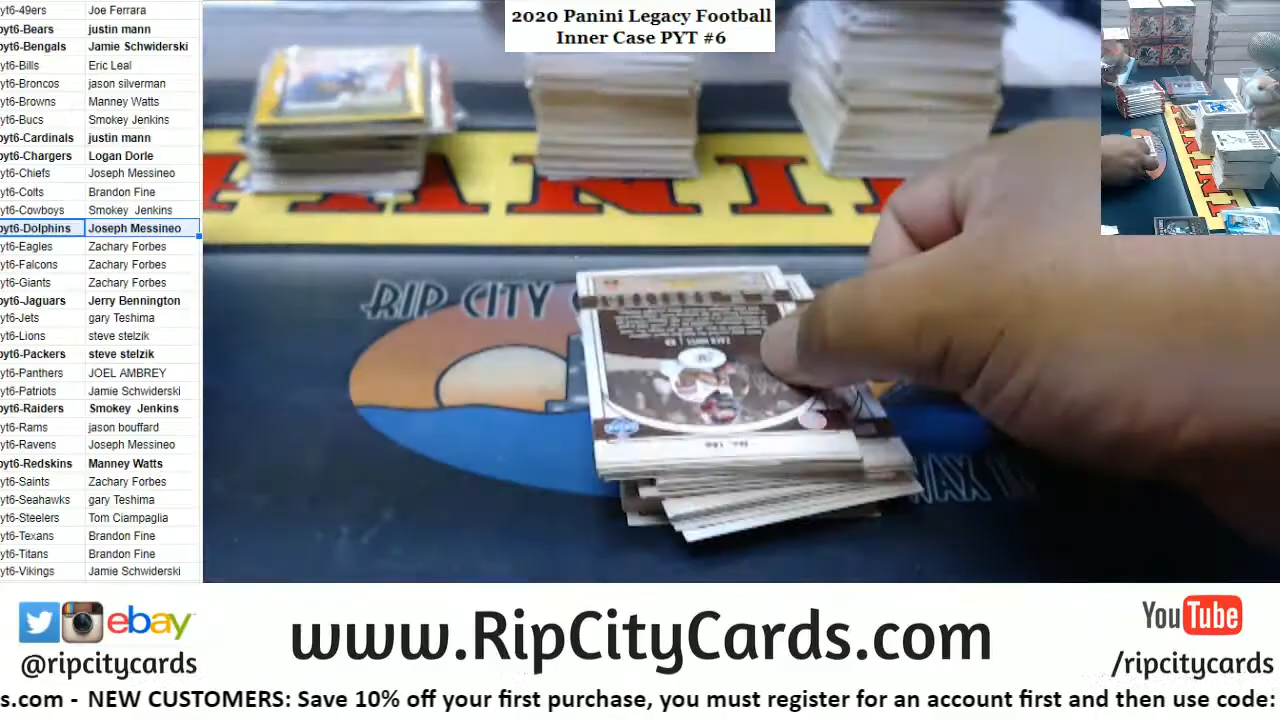 2020 Panini Legacy Football
Inner Case PYT #6
pyt6-49ers Joe Ferrara
pyt6-Bears justin mann
pyt6-Bengals Jamie Schwiderski
pyt6-Bills Eric Leal
pyt6-Broncos jason silverman
pyt6-Browns Manney Watts
pyt6-Bucs Smokey Jenkins
pyt6-Cardinals justin mann
pyt6-Chargers Logan Dorle
pyt6-Chiefs Joseph Messineo
pyt6-Colts Brandon Fine
pyt6-Cowboys Smokey Jenkins
pyt6-Dolphins Joseph Messineo
pyt6-Eagles Zachary Forbes
pyt6-Falcons Zachary Forbes
pyt6-Giants Zachary Forbes
pyt6-Jaguars Jerry Bennington
pyt6-Jets gary Teshima
pyt6-Lions steve stelzik
pyt6-Packers steve stelzik
pyt6-Panthers JOEL AMBREY
pyt6-Patriots Jamie Schwiderski
pyt6-Raiders Smokey Jenkins
pyt6-Rams jason bouffard
pyt6-Ravens Joseph Messineo
pyt6-Redskins Manney Watts
pyt6-Saints Zachary Forbes
pyt6-Seahawks gary Teshima
pyt6-Steelers Tom Ciampaglia
pyt6-Texans Brandon Fine
pyt6-Titans Brandon Fine
pyt6-Vikings Jamie Schwiderski
PANINI
RIP CITY
WAX
ebay
@ripcitycards
www.RipCityCards.com
YouTube
/ripcitycards
s.com - NEW CUSTOMERS: Save 10% off your first purchase, you must register for an account first and then use code: